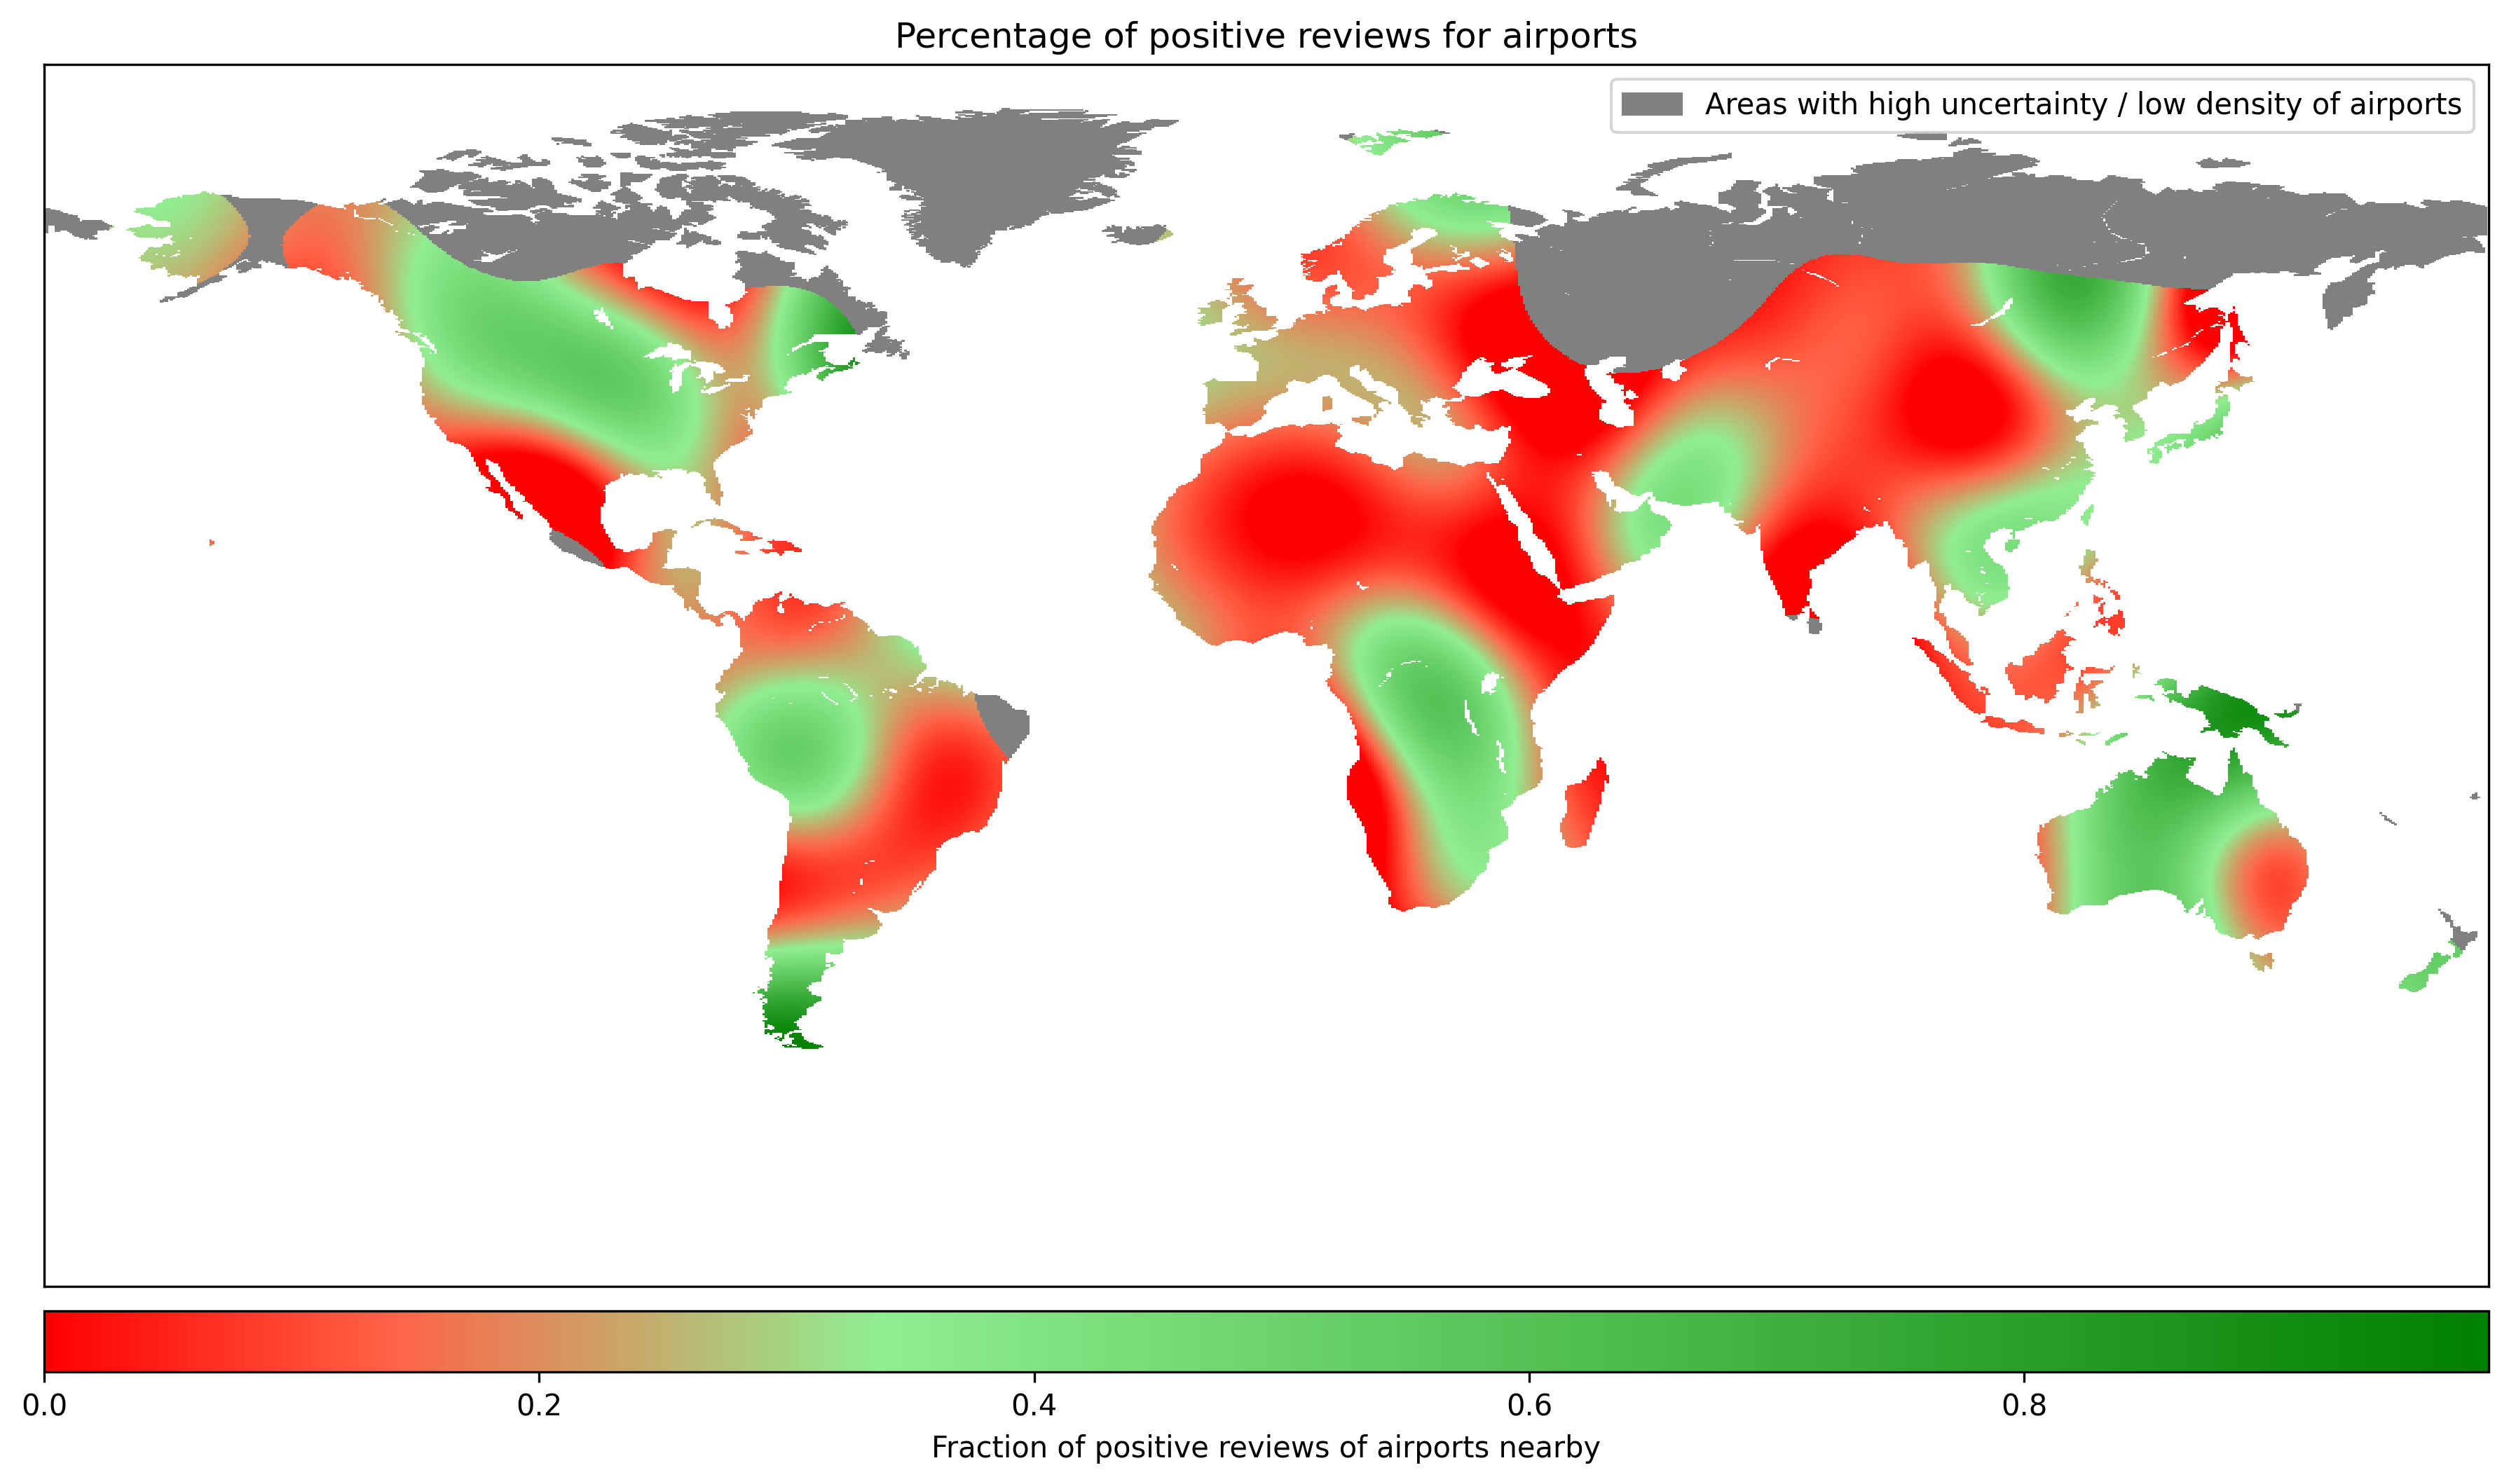 Percentage of positive reviews for airports
Areas with high uncertainty / low density of airports
0.0 0.2 0.4 0.6 0.8
Fraction of positive reviews of airports nearby